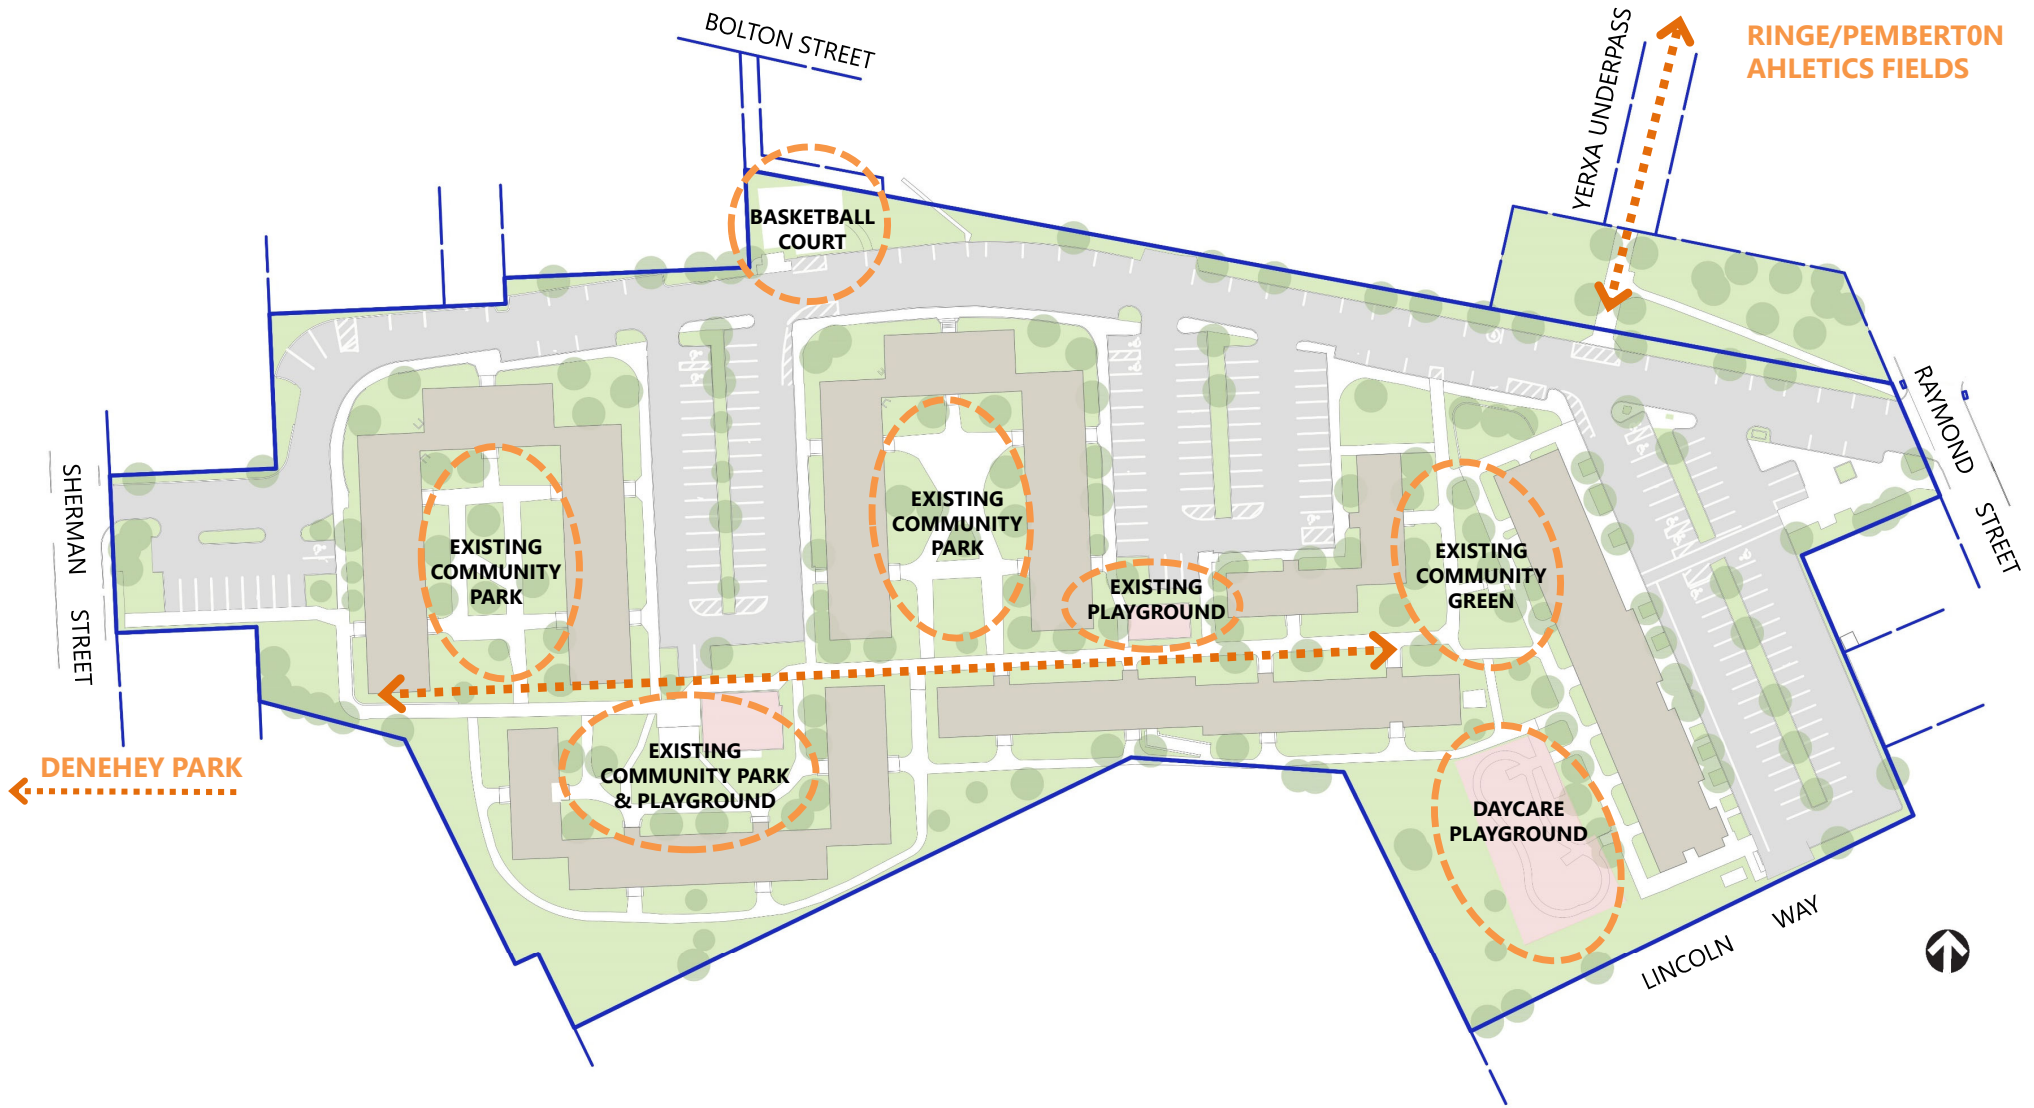 BOLTON STREET
YERXA UNDERPASS
RINGE/PEMBERT0N
AHLETICS FIELDS
BASKETBALL
COURT
RAYMOND STREET
SHERMAN STREET
EXISTING
COMMUNITY
PARK
EXISTING
COMMUNITY
PARK
EXISTING
PLAYGROUND
EXISTING
COMMUNITY
GREEN
DENEHEY PARK
EXISTING
COMMUNITY PARK
& PLAYGROUND
DAYCARE
PLAYGROUND
LINCOLN WAY